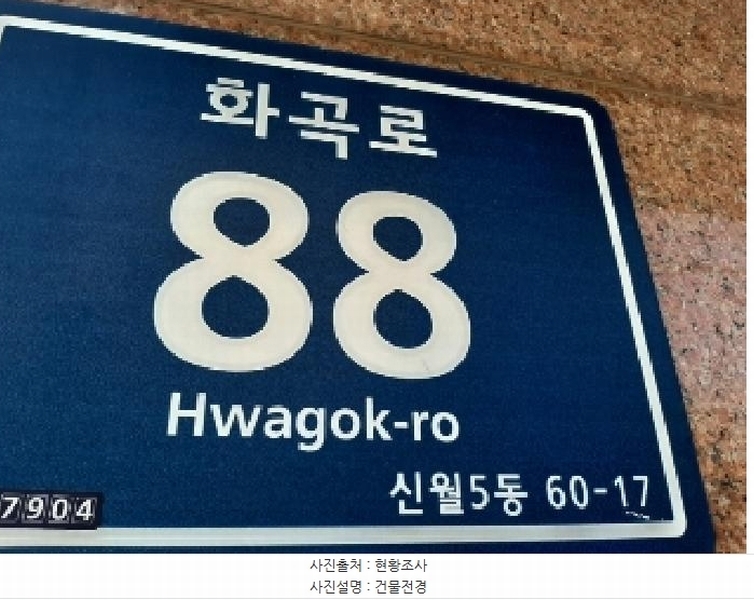 화곡로
88
Hwagok-ro
신월5동 60-17
7904
사진출처 : 현황조사
사진설명 : 건물전경